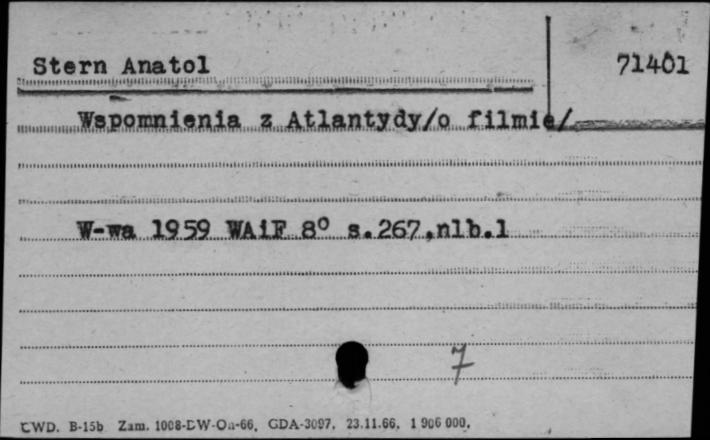 Stern Anatol 71401
Wspomnienia z Atlantydy/o filmie/
W-wa 1959 WAiF 8° s.267,nlb.1
7
CWD. B-15b Zam. 1008-DW-On-66. GDA-3097. 23.11.66. 1 906 000.